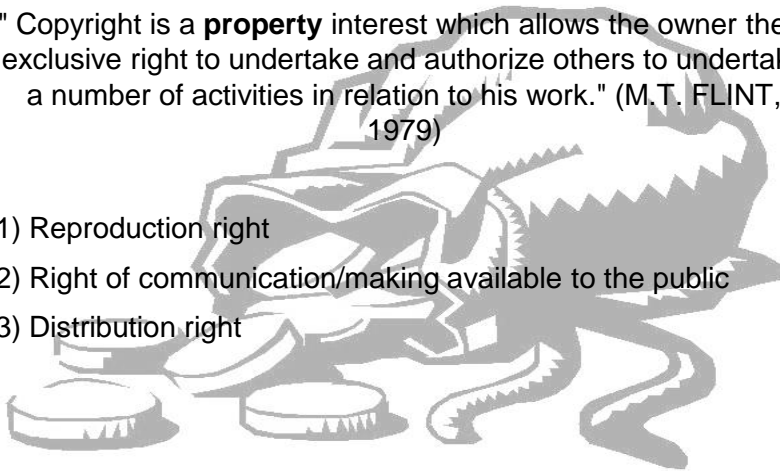 " Copyright is a property interest which allows the owner the
exclusive right to undertake and authorize others to undertak
a number of activities in relation to his work." (M.T. FLINT,
1979)
1) Reproduction right
2) Right of communication/making available to the public
3) Distribution right